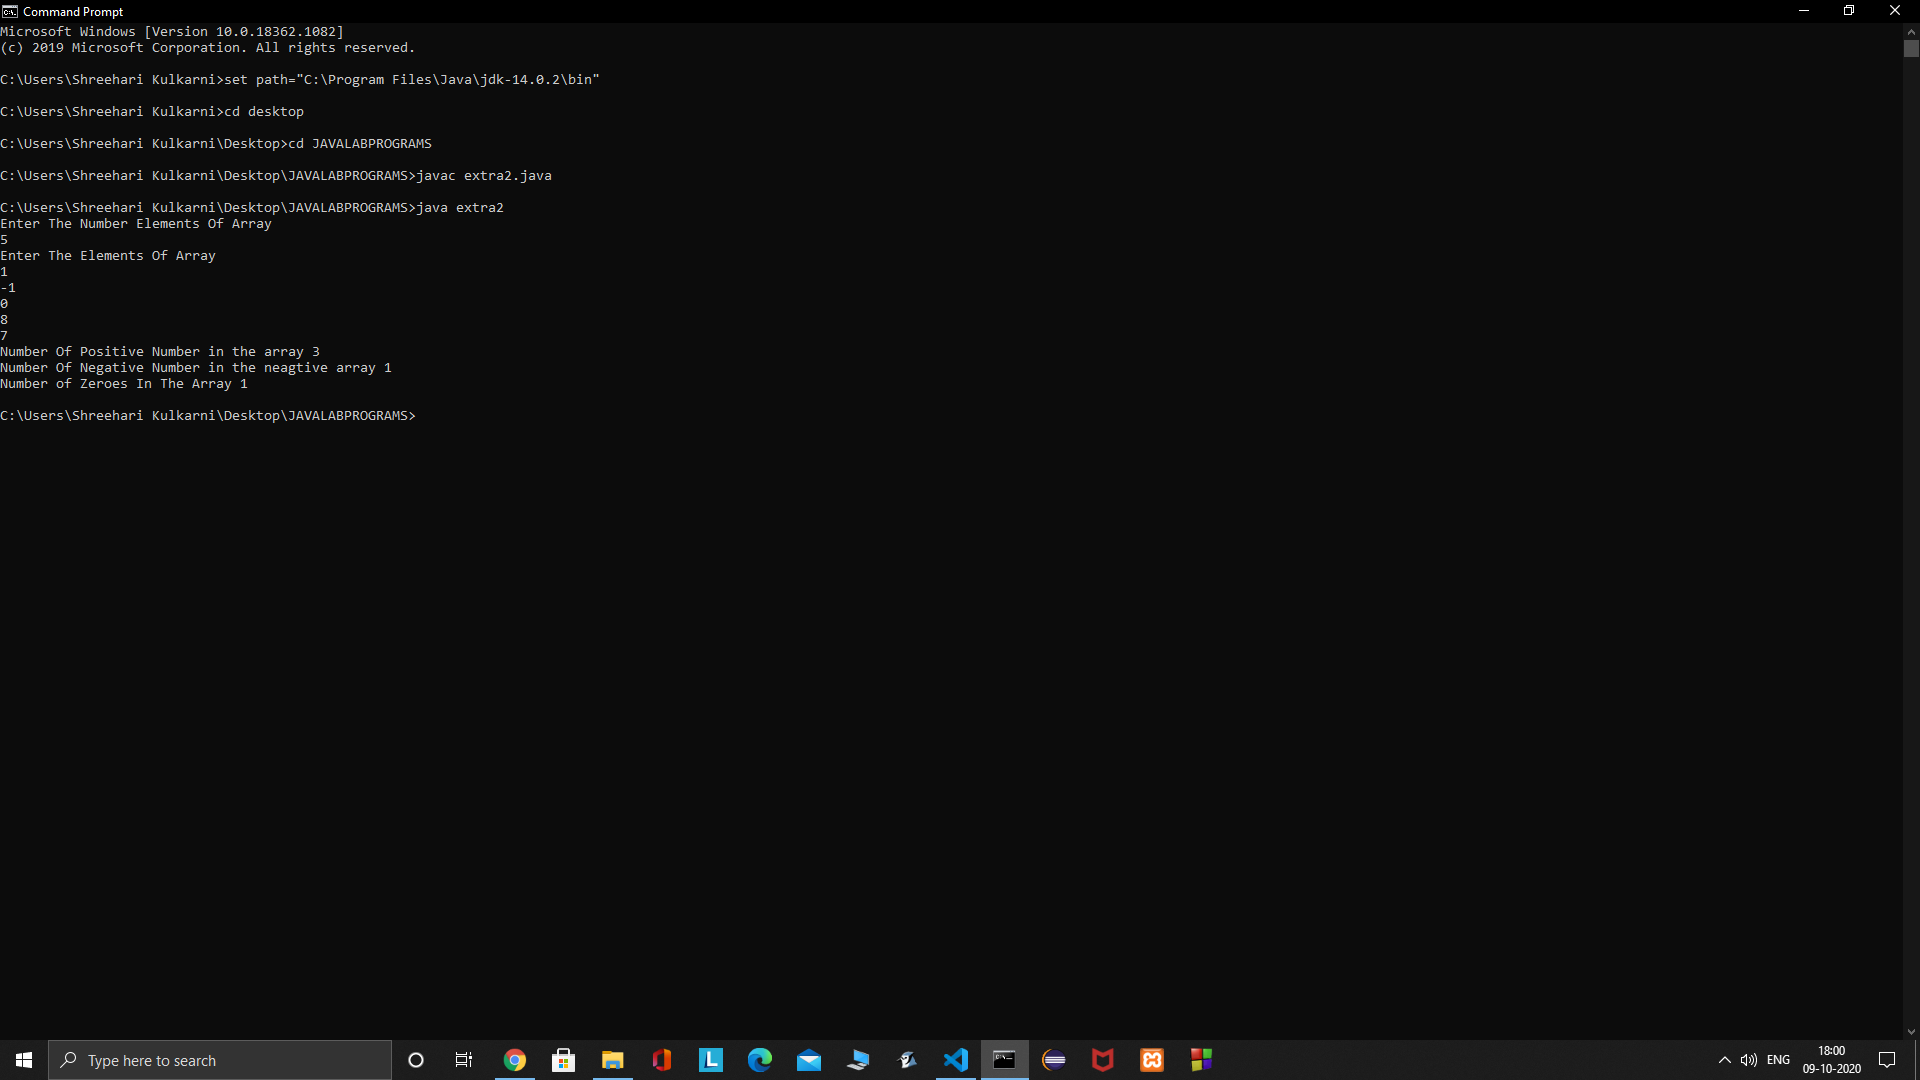 Command Prompt
Microsoft Windows [Version 10.0.18362.1082]
(c) 2019 Microsoft Corporation. All rights reserved.
C:\Users\Shreehari Kulkarni>set path="C:\Program Files\Java\jdk-14.0.2\bin"
C:\Users\Shreehari Kulkarni>cd desktop
C:\Users\Shreehari Kulkarni\Desktop>cd JAVALABPROGRAMS
C:\Users\Shreehari Kulkarni\Desktop\JAVALABPROGRAMS>javac extra2.java
C:\Users\Shreehari Kulkarni\Desktop\JAVALABPROGRAMS>java extra2
Enter The Number Elements Of Array
5
Enter The Elements Of Array
1
-1
0
8
7
Number Of Positive Number in the array 3
Number Of Negative Number in the neagtive array 1
Number of Zeroes In The Array 1
C:\Users\Shreehari Kulkarni\Desktop\JAVALABPROGRAMS>
Type here to search
L
ENG
18:00
09-10-2020